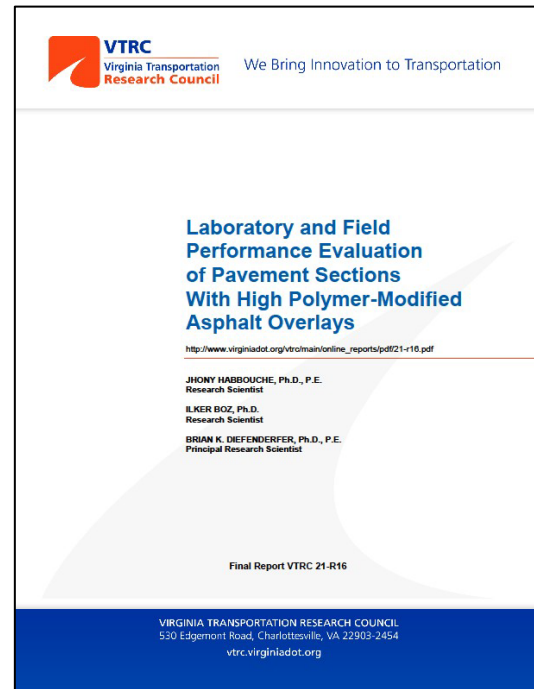 VTRC
Virginia Transportation
Research Council
We Bring Innovation to Transportation
Laboratory and Field
Performance Evaluation
of Pavement Sections
With High Polymer-Modified
Asphalt Overlays
http://www.virginiadot.org/vtrc/main/online_reports/pdf/21-r16.pdf
JHONY HABBOUCHE, Ph.D., P.E.
Research Scientist
ILKER BOZ, Ph.D.
Research Scientist
BRIAN K. DIEFENDERFER, Ph.D., P.E.
Principal Research Scientist
Final Report VTRC 21-R16
VIRGINIA TRANSPORTATION RESEARCH COUNCIL
530 Edgemont Road, Charlottesville, VA 22903-2454
vtrc.virginiadot.org